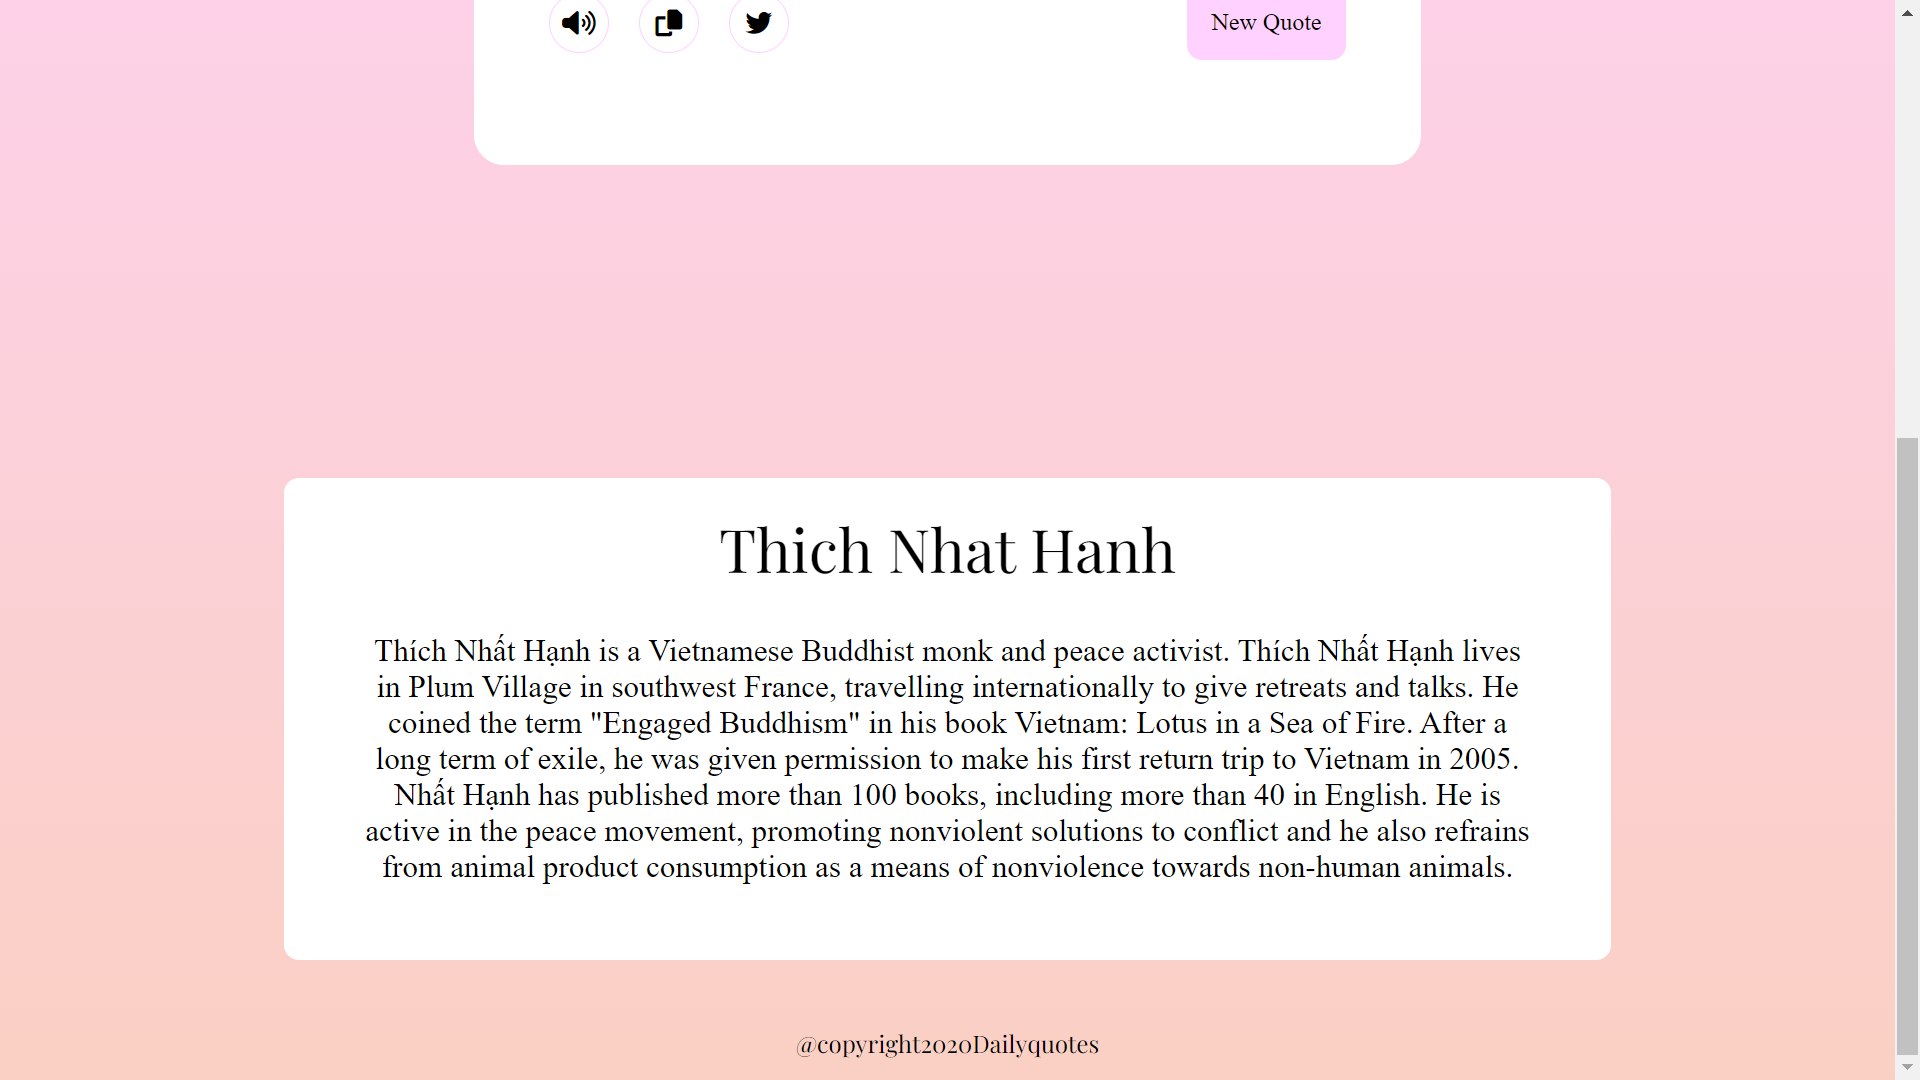 New Quote
Thich Nhat Hanh
Thích Nhất Hạnh is a Vietnamese Buddhist monk and peace activist. Thích Nhất Hạnh lives
in Plum Village in southwest France, travelling internationally to give retreats and talks. He
coined the term "Engaged Buddhism" in his book Vietnam: Lotus in a Sea of Fire. After a
long term of exile, he was given permission to make his first return trip to Vietnam in 2005.
Nhất Hạnh has published more than 100 books, including more than 40 in English. He is
active in the peace movement, promoting nonviolent solutions to conflict and he also refrains
from animal product consumption as a means of nonviolence towards non-human animals.
@copyright2020Dailyquotes